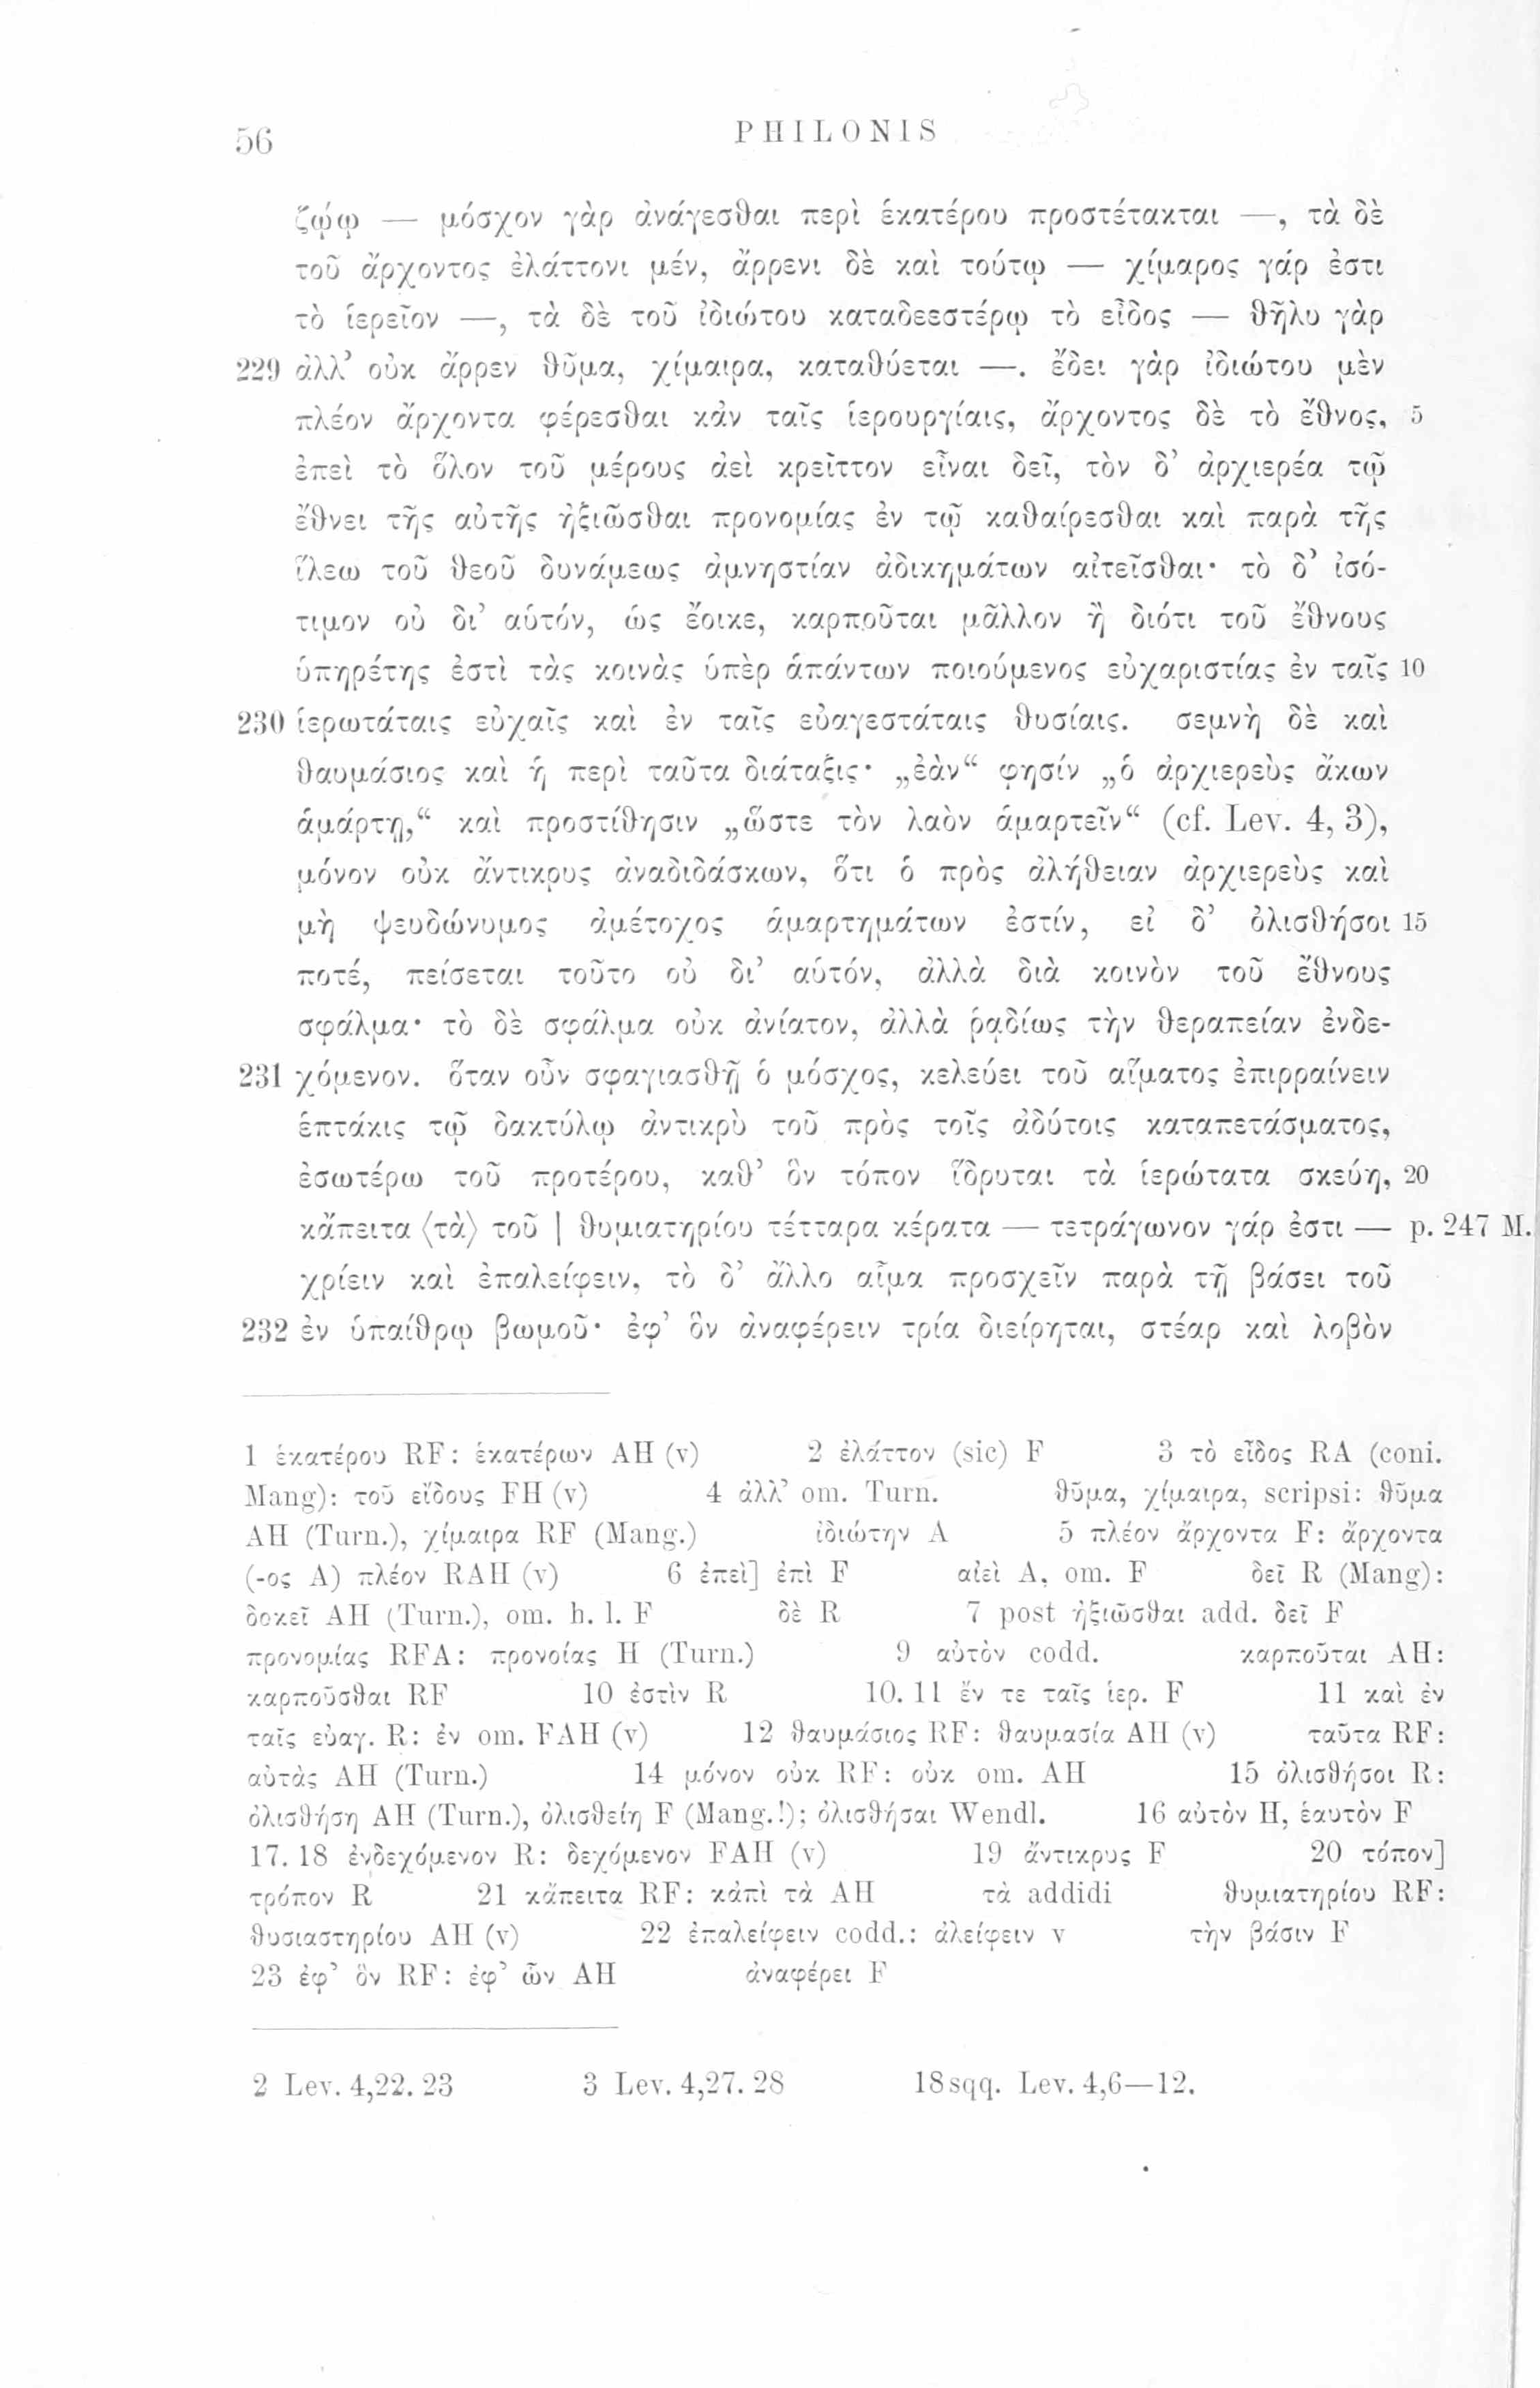 56
PHILONIS
ζῴῳ — μόσχον γὰρ ἀνάγεσθαι περὶ ἑκατέρου προστέτακται —, τὰ δὲ
τοῦ ἄρχοντος ἐλάττονι μέν, ἄρρενι δὲ καὶ τούτῳ — χίμαρος γάρ ἐστι
τὸ ἱερεῖον —, τὰ δὲ τοῦ ἰδιώτου καταδεεστέρῳ τὸ εἶδος — θῆλυ γὰρ
229 ἀλλ’ οὐκ ἄρρεν θῦμα, χίμαιρα, καταθύεται —. ἔδει γὰρ ἰδιώτου μὲν
πλέον ἄρχοντα φέρεσθαι κἀν ταῖς ἱερουργίαις, ἄρχοντος δὲ τὸ ἔθνος, 5
ἐπεὶ τὸ ὅλον τοῦ μέρους ἀεὶ κρεῖττον εἶναι δεῖ, τὸν δ’ ἀρχιερέα τῷ
ἔθνει τῆς αὐτῆς ἠξιῶσθαι προνομίας ἐν τῷ καθαίρεσθαι καὶ παρὰ τῆς
ἵλεω τοῦ θεοῦ δυνάμεως ἀμνηστίαν ἀδικημάτων αἰτεῖσθαι· τὸ δ’ ἰσό-
τιμον οὐ δι’ αὑτόν, ὡς ἔοικε, καρποῦται μᾶλλον ἢ διότι τοῦ ἔθνους
ὑπηρέτης ἐστὶ τὰς κοινὰς ὑπὲρ ἁπάντων ποιούμενος εὐχαριστίας ἐν ταῖς 10
230 ἱερωτάταις εὐχαῖς καὶ ἐν ταῖς εὐαγεστάταις θυσίαις. σεμνὴ δὲ καὶ
θαυμάσιος καὶ ἡ περὶ ταῦτα διάταξις· „ἐὰν“ φησίν „ὁ ἀρχιερεὺς ἄκων
ἁμάρτῃ,“ καὶ προστίθησιν „ὥστε τὸν λαὸν ἁμαρτεῖν“ (cf. Lev. 4, 3),
μόνον οὐκ ἄντικρυς ἀναδιδάσκων, ὅτι ὁ πρὸς ἀλήθειαν ἀρχιερεὺς καὶ
μὴ ψευδώνυμος ἀμέτοχος ἁμαρτημάτων ἐστίν, εἰ δ’ ὀλισθήσοι 15
ποτέ, πείσεται τοῦτο οὐ δι’ αὑτόν, ἀλλὰ διὰ κοινὸν τοῦ ἔθνους
σφάλμα· τὸ δὲ σφάλμα οὐκ ἀνίατον, ἀλλὰ ῥᾳδίως τὴν θεραπείαν ἐνδε-
231 χόμενον. ὅταν οὖν σφαγιασθῇ ὁ μόσχος, κελεύει τοῦ αἵματος ἐπιρραίνειν
ἑπτάκις τῷ δακτύλῳ ἀντικρὺ τοῦ πρὸς τοῖς ἀδύτοις καταπετάσματος,
ἐσωτέρω τοῦ προτέρου, καθ’ ὃν τόπον ἵδρυται τὰ ἱερώτατα σκεύη, 20
κἄπειτα ⟨τὰ⟩ τοῦ | θυμιατηρίου τέτταρα κέρατα — τετράγωνον γάρ ἐστι — p. 247 M.
χρίειν καὶ ἐπαλείφειν, τὸ δ’ ἄλλο αἷμα προσχεῖν παρὰ τῇ βάσει τοῦ
232 ἐν ὑπαίθρῳ βωμοῦ· ἐφ’ ὃν ἀναφέρειν τρία διείρηται, στέαρ καὶ λοβὸν
1 ἑκατέρου RF: ἑκατέρων AH (v) 2 ἐλάττον (sic) F 3 τὸ εἶδος RA (coni.
Mang): τοῦ εἴδους FH (v) 4 ἀλλ’ om. Turn. θῦμα, χίμαιρα, scripsi: θῦμα
AH (Turn.), χίμαιρα RF (Mang.) ἰδιώτην A 5 πλέον ἄρχοντα F: ἄρχοντα
(-ος A) πλέον RAH (v) 6 ἐπεὶ] ἐπὶ F αἰεὶ A, om. F δεῖ R (Mang):
δοκεῖ AH (Turn.), om. h. l. F δὲ R 7 post ἠξιῶσθαι add. δεῖ F
προνομίας RFA: προνοίας H (Turn.) 9 αὐτὸν codd. καρποῦται AH:
καρποῦσθαι RF 10 ἐστὶν R 10. 11 ἔν τε ταῖς ἱερ. F 11 καὶ ἐν
ταῖς εὐαγ. R: ἐν om. FAH (v) 12 θαυμάσιος RF: θαυμασία AH (v) ταῦτα RF:
αὐτὰς AH (Turn.) 14 μόνον οὐκ RF: οὐκ om. AH 15 ὀλισθήσοι R:
ὀλισθήση AH (Turn.), ὀλισθείη F (Mang.!); ὀλισθήσαι Wendl. 16 αὐτὸν H, ἑαυτὸν F
17. 18 ἐνδεχόμενον R: δεχόμενον FAH (v) 19 ἄντικρυς F 20 τόπον]
τρόπον R 21 κἄπειτα RF: κἀπὶ τὰ AH τὰ addidi θυμιατηρίου RF:
θυσιαστηρίου AH (v) 22 ἐπαλείφειν codd.: ἀλείφειν v τὴν βάσιν F
23 ἐφ’ ὃν RF: ἐφ’ ὧν AH ἀναφέρει F
2 Lev. 4,22. 23 3 Lev. 4,27. 28 18 sqq. Lev. 4,6—12.